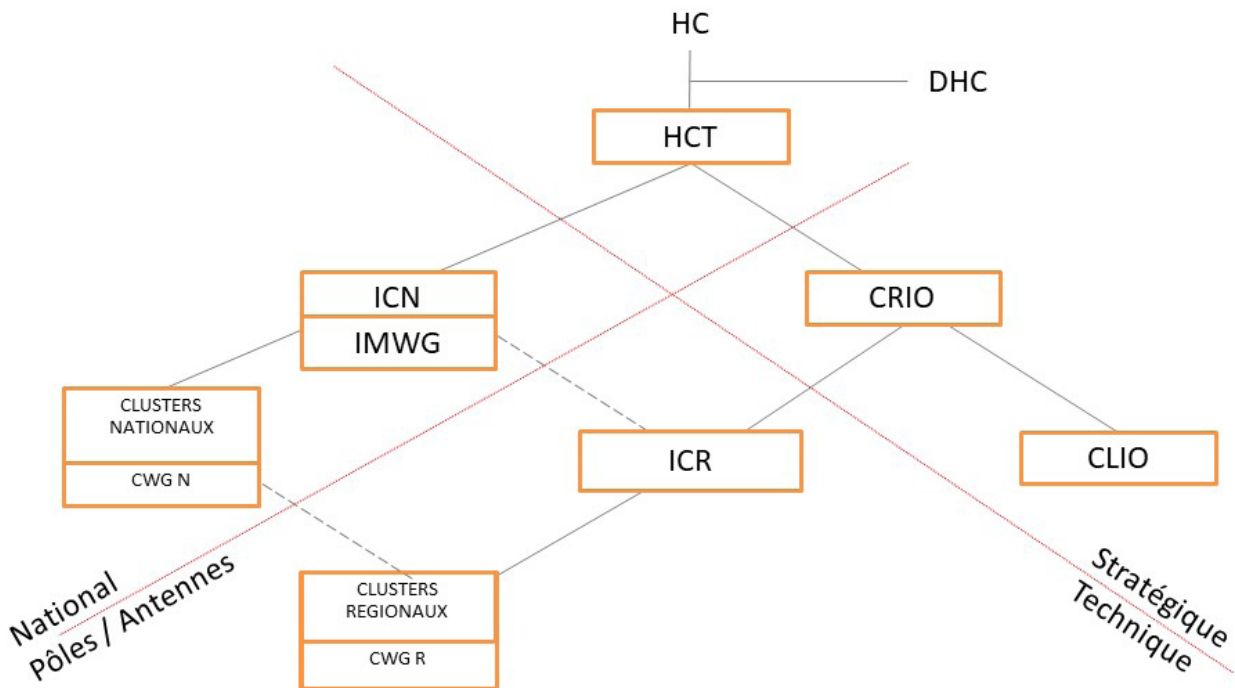 HC
DHC
HCT
ICN
IMWG
CRIO
CLUSTERS
NATIONAUX
CWG N
ICR
CLIO
CLUSTERS
REGIONAUX
CWG R
National
Pôles / Antennes
Stratégique
Technique